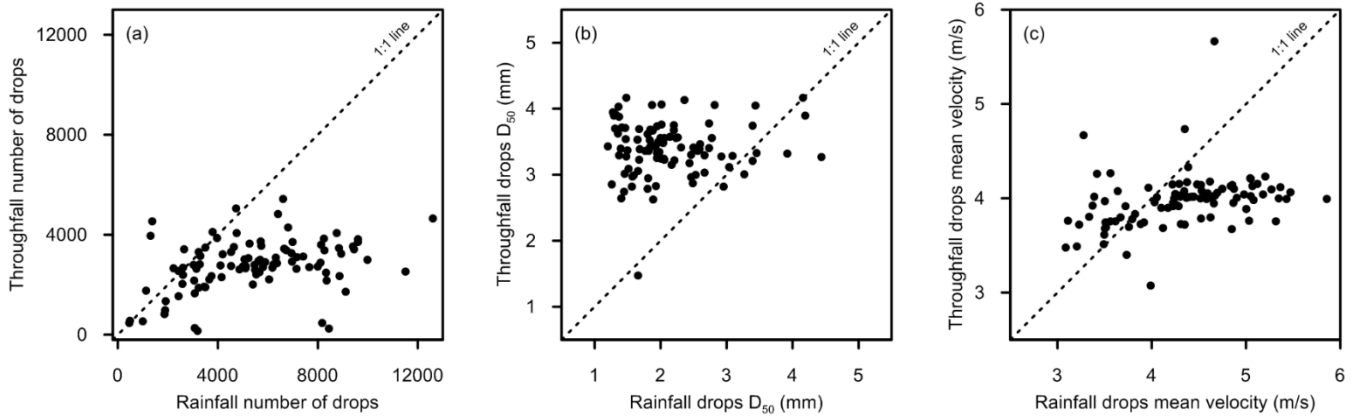 (a)
1:1 line
Throughfall number of drops
12000
8000
4000
0
0 4000 8000 12000
Rainfall number of drops
(b)
1:1 line
Throughfall drops D50 (mm)
5
4
3
2
1
1 2 3 4 5
Rainfall drops D50 (mm)
(c)
1:1 line
Throughfall drops mean velocity (m/s)
6
5
4
3
3 4 5 6
Rainfall drops mean velocity (m/s)